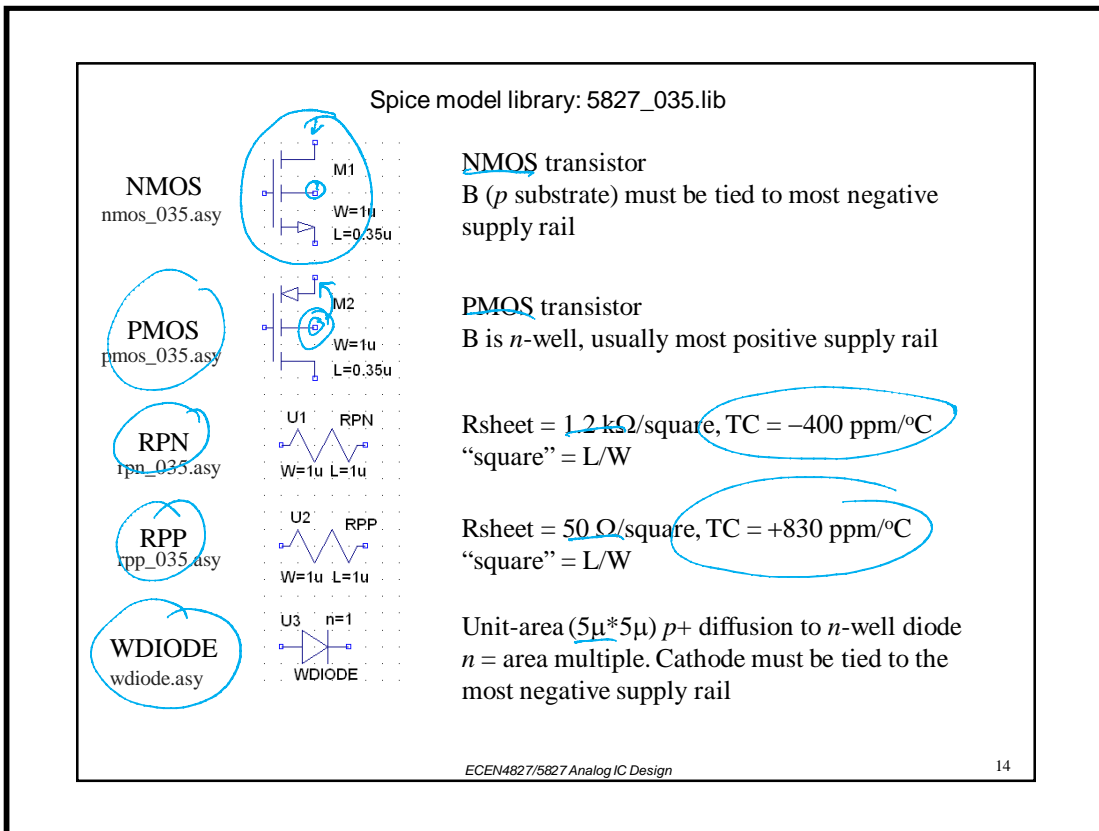 Spice model library: 5827_035.lib
NMOS
nmos_035.asy
M1
W=1u
L=0.35u
NMOS transistor
B (p substrate) must be tied to most negative
supply rail
PMOS
pmos_035.asy
M2
W=1u
L=0.35u
PMOS transistor
B is n-well, usually most positive supply rail
RPN
rpn_035.asy
U1 RPN
W=1u L=1u
Rsheet = 1.2 kΩ/square, TC = −400 ppm/°C
“square” = L/W
RPP
rpp_035.asy
U2 RPP
W=1u L=1u
Rsheet = 50 Ω/square, TC = +830 ppm/°C
“square” = L/W
WDIODE
wdiode.asy
U3 n=1
WDIODE
Unit-area (5μ*5μ) p+ diffusion to n-well diode
n = area multiple. Cathode must be tied to the
most negative supply rail
ECEN4827/5827 Analog IC Design
14